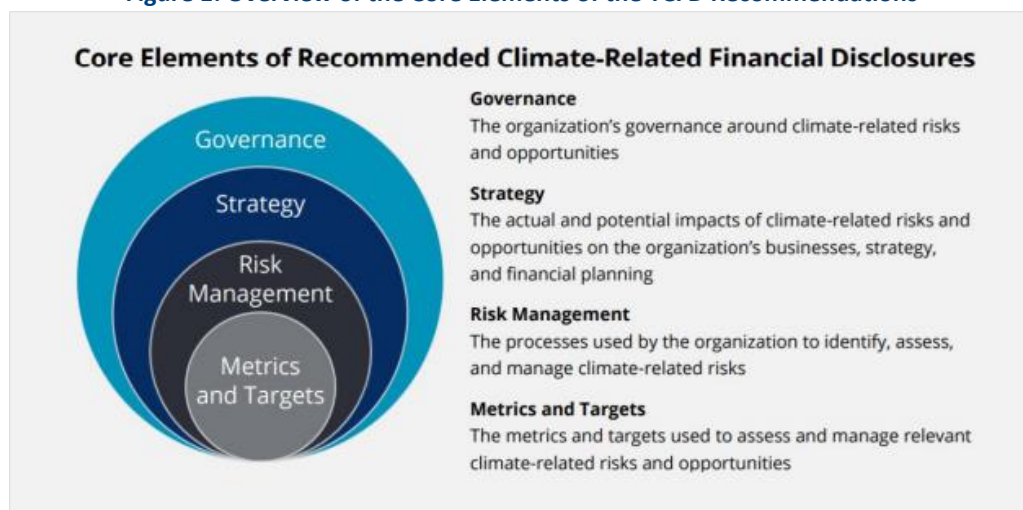 Core Elements of Recommended Climate-Related Financial Disclosures
Governance
Strategy
Risk
Management
Metrics
and Targets
Governance
The organization's governance around climate-related risks
and opportunities
Strategy
The actual and potential impacts of climate-related risks and
opportunities on the organization's businesses, strategy,
and financial planning
Risk Management
The processes used by the organization to identify, assess,
and manage climate-related risks
Metrics and Targets
The metrics and targets used to assess and manage relevant
climate-related risks and opportunities